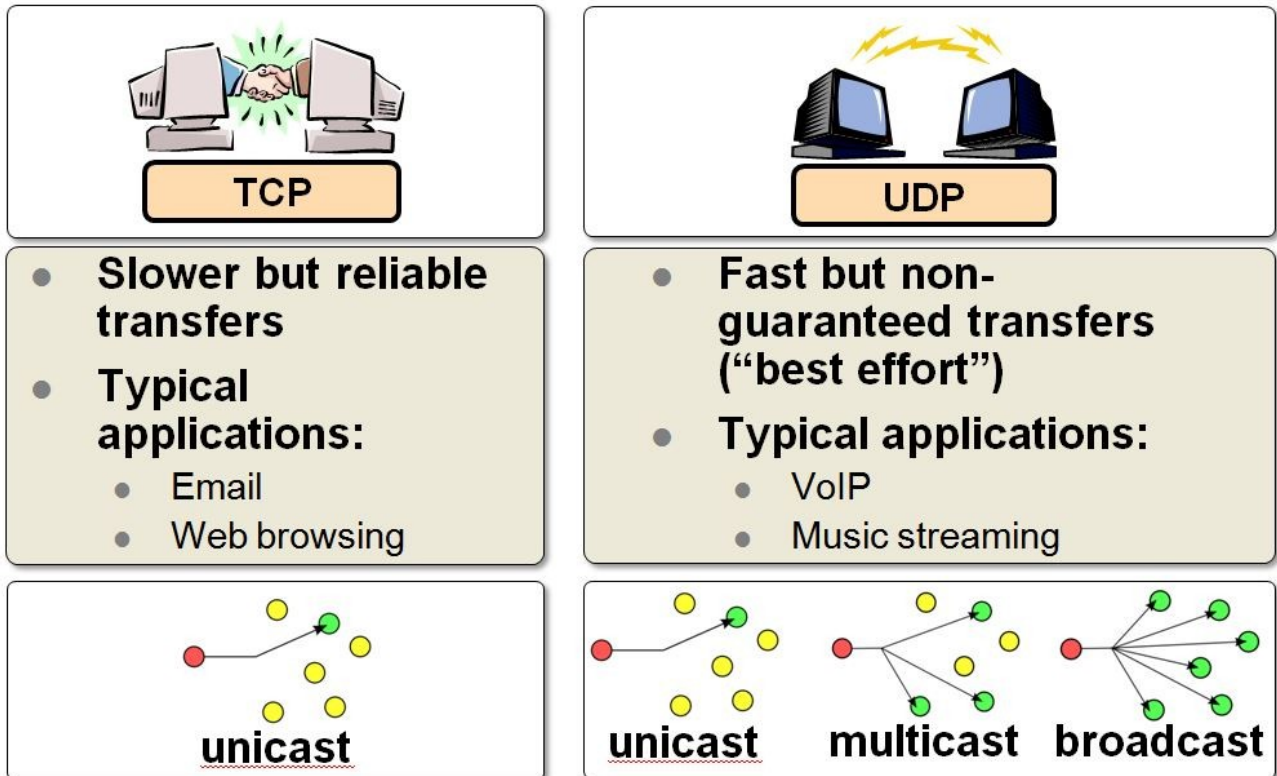 TCP
Slower but reliable
transfers
Typical
applications:
Email
Web browsing
unicast
UDP
Fast but non-
guaranteed transfers
(“best effort”)
Typical applications:
VoIP
Music streaming
unicast
multicast
broadcast